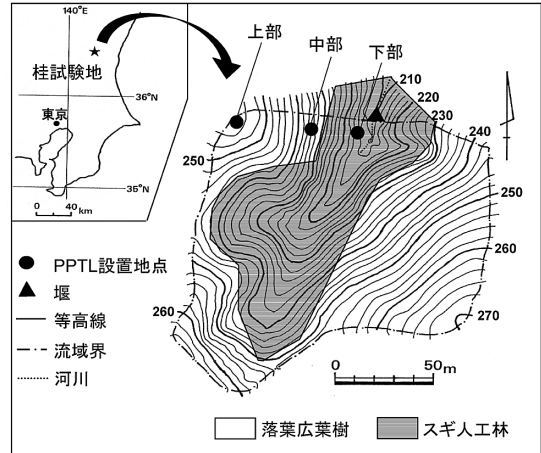 140°E
上部
中部
下部
桂試験地
36°N
東京
35°N
0 40
km
210
220
230
240
250
250
260
260
270
PPTL設置地点
堰
等高線
流域界
河川
0 50m
落葉広葉樹
スギ人工林